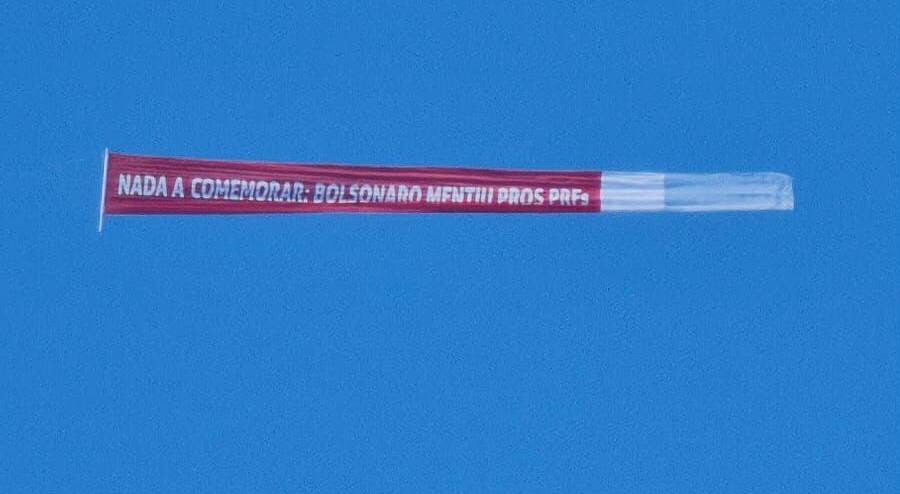 NADA A COMEMORAR: BOLSONARO MENTIU PROS PRFs